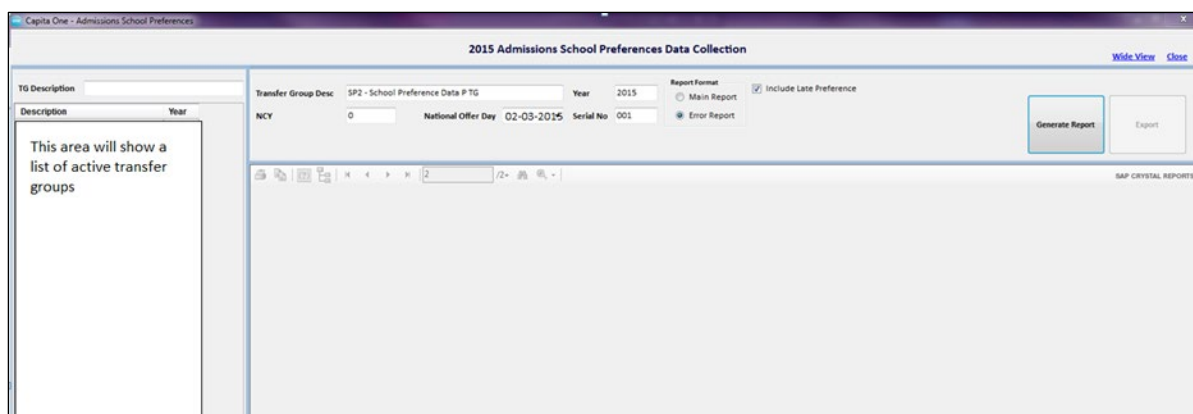 Capita One - Admissions School Preferences
x
2015 Admissions School Preferences Data Collection
Wide View Close
TG Description
Description Year
This area will show a
list of active transfer
groups
Transfer Group Desc SP2 - School Preference Data P TG Year 2015
NCY 0 National Offer Day 02-03-2015 Serial No 001
Report Format
Main Report
Error Report
Include Late Preference
Generate Report Export
2 /2+
SAP CRYSTAL REPORTS